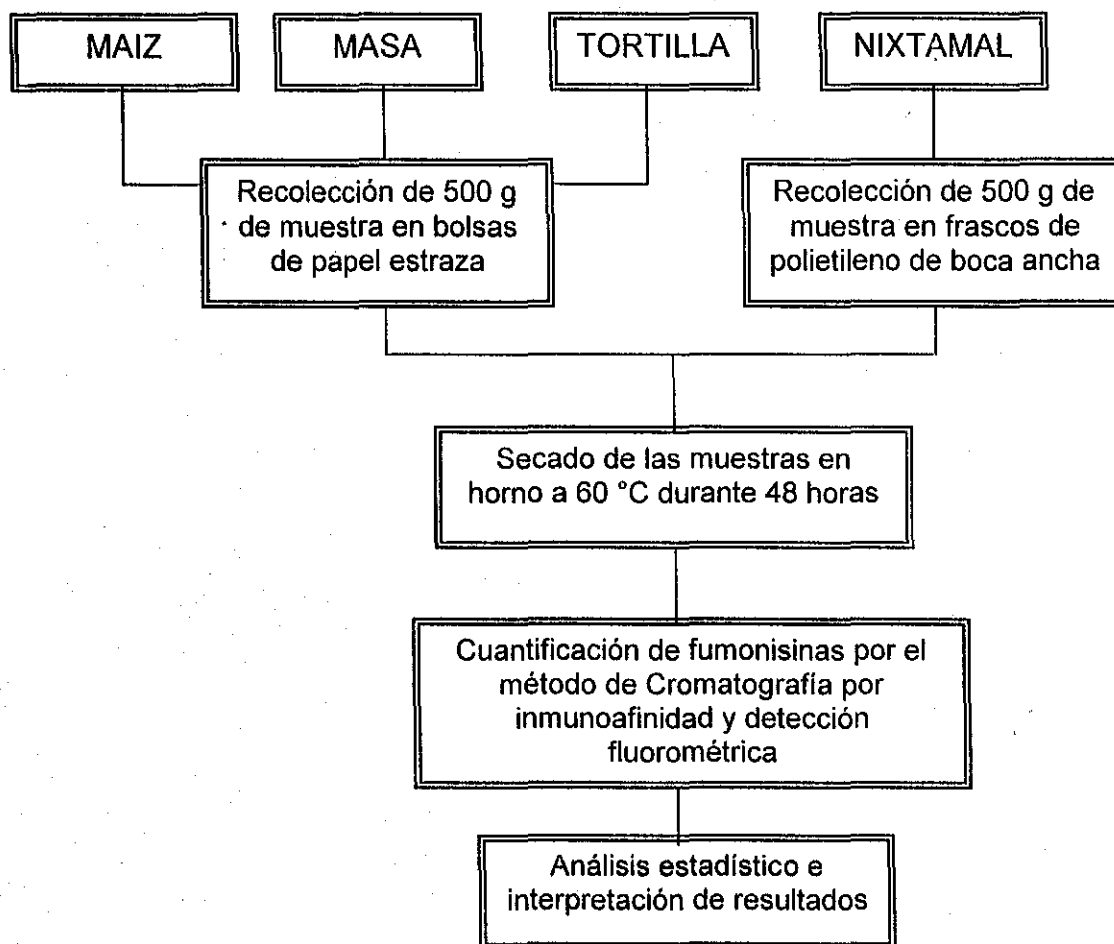 MAIZ
MASA
TORTILLA
NIXTAMAL
Recolección de 500 g
de muestra en bolsas
de papel estraza
Recolección de 500 g de
muestra en frascos de
polietileno de boca ancha
Secado de las muestras en
horno a 60 °C durante 48 horas
Cuantificación de fumonisinas por el
método de Cromatografía por
inmunoafinidad y detección
fluorométrica
Análisis estadístico e
interpretación de resultados